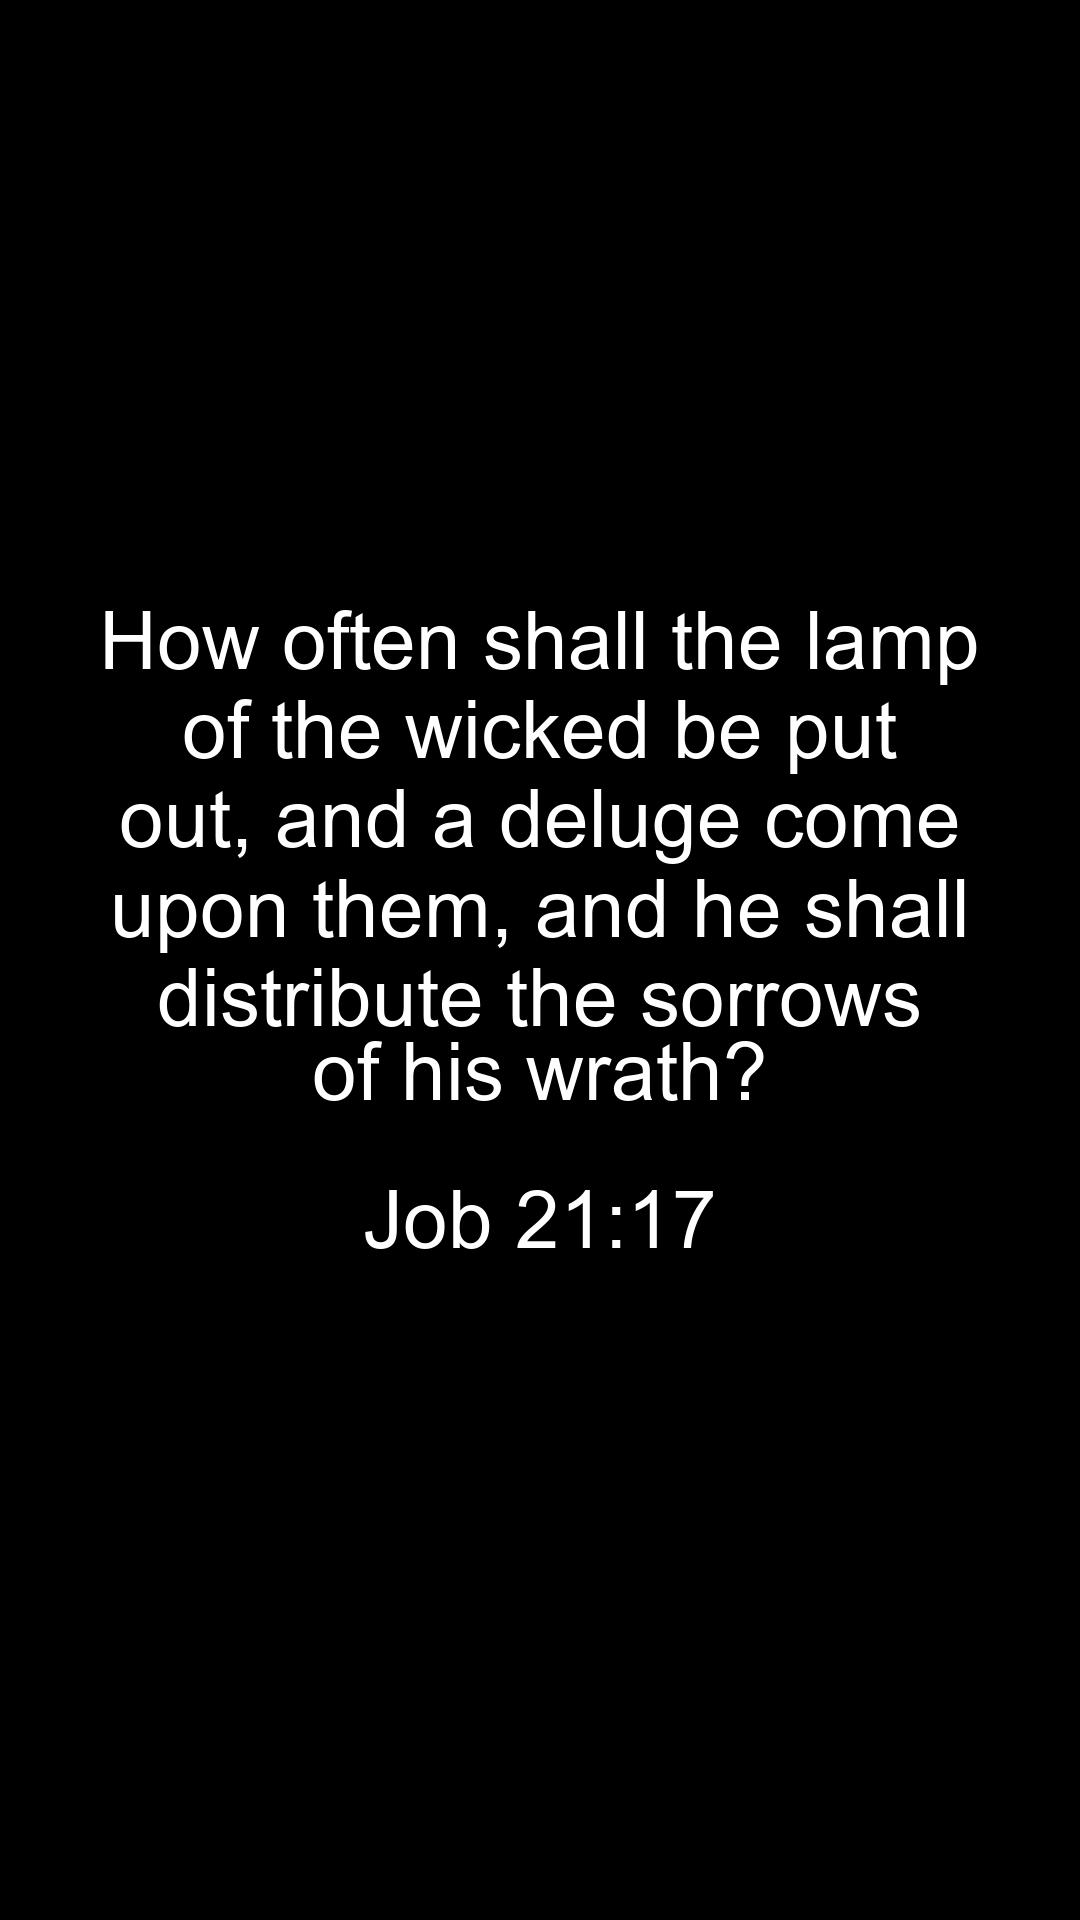 How often shall the lamp
of the wicked be put
out, and a deluge come
upon them, and he shall
distribute the sorrows
of his wrath?
Job 21:17